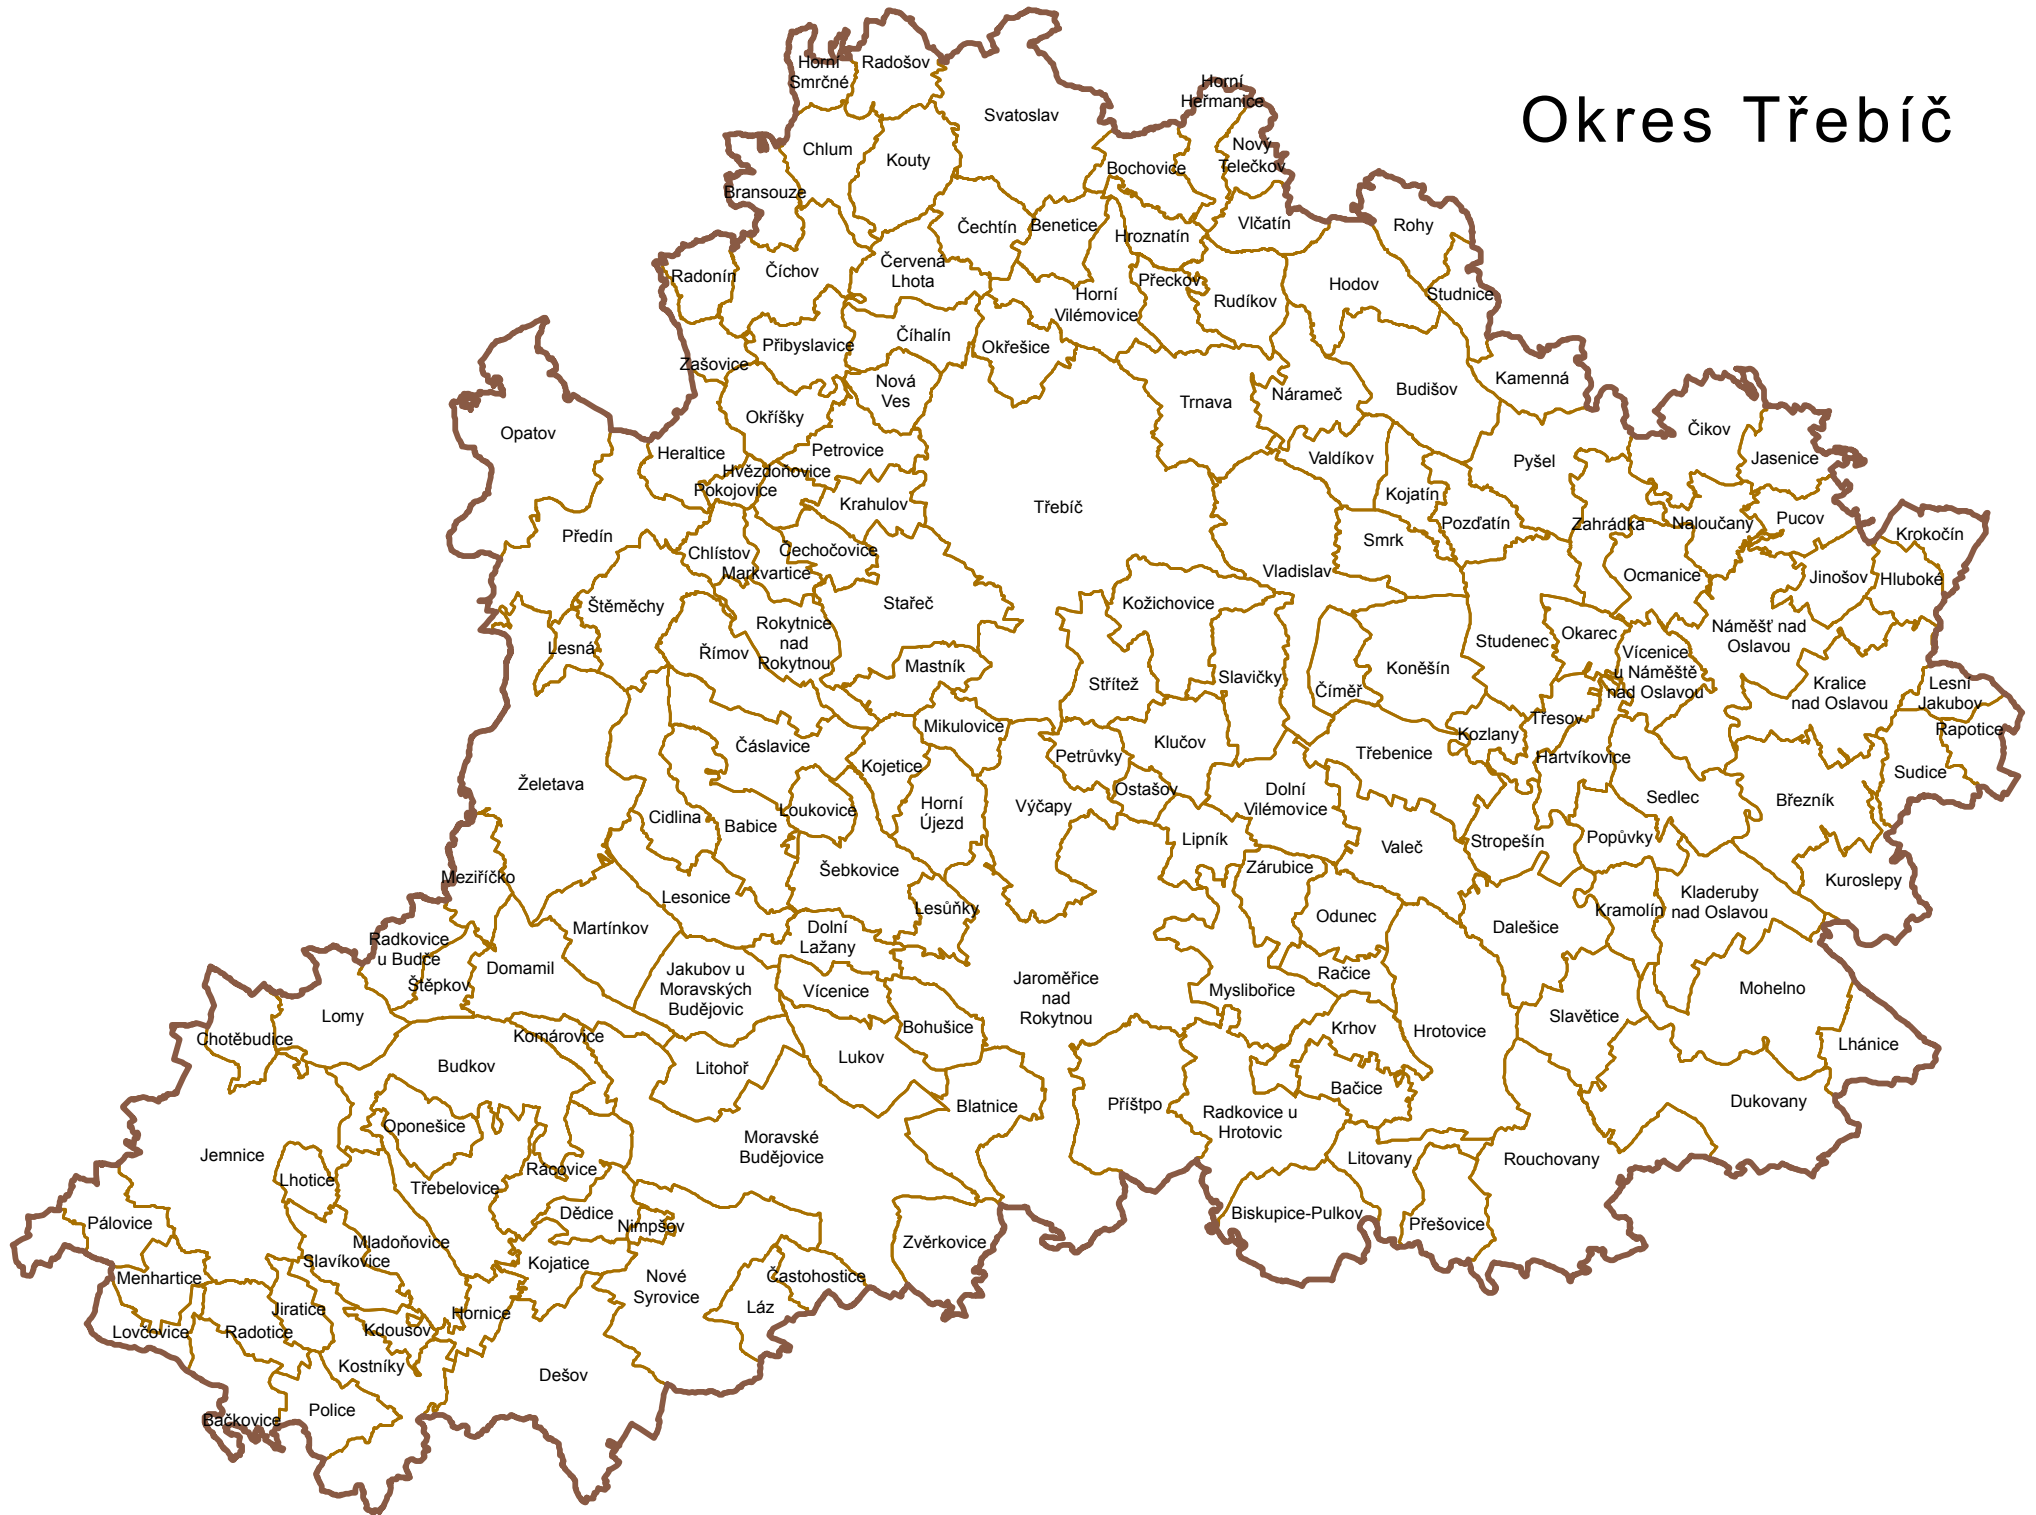 Okres Třebíč
Horní
Smrčné
Radošov
Svatoslav
Horní
Heřmanice
Nový
Telečkov
Chlum
Kouty
Bochovice
Bransouze
Čechtín
Benetice
Hroznatín
Vlčatín
Rohy
Radonín
Číchov
Červená
Lhota
Přeckov
Rudíkov
Hodov
Studnice
Horní
Vilémovice
Přibyslavice
Číhalín
Okřešice
Zašovice
Nová
Ves
Trnava
Nárameč
Budišov
Kamenná
Opatov
Okříšky
Čikov
Heraltice
Petrovice
Valdíkov
Pyšel
Jasenice
Hvězdoňovice
Pokojovice
Krahulov
Třebíč
Kojatín
Pozďatín
Zahrádka
Naloučany
Pucov
Krokočín
Předín
Chlístov
Čechočovice
Markvartice
Smrk
Vladislav
Ocmanice
Jinošov
Hluboké
Štěměchy
Stařeč
Kožichovice
Rokytnice
nad
Rokytnou
Lesná
Římov
Mastník
Studenec
Okarec
Náměšť nad
Oslavou
Vícenice
u Náměště
nad Oslavou
Střítež
Slavičky
Číměř
Koněšín
Kralice
nad Oslavou
Lesní
Jakubov
Mikulovice
Třesov
Rapotice
Čáslavice
Klučov
Kozlany
Petrůvky
Třebenice
Hartvíkovice
Kojetice
Sudice
Želetava
Ostašov
Dolní
Vilémovice
Sedlec
Březník
Horní
Újezd
Výčapy
Cidlina
Loukovice
Babice
Lipník
Valeč
Stropešín
Popůvky
Meziříčko
Šebkovice
Zárubice
Kuroslepy
Lesonice
Lesůňky
Odunec
Kramolín
Kladeruby
nad Oslavou
Martínkov
Dolní
Lažany
Dalešice
Radkovice
u Budče
Štěpkov
Domamil
Jakubov u
Moravských
Budějovic
Vícenice
Jaroměřice
nad
Rokytnou
Račice
Myslibořice
Mohelno
Lomy
Chotěbudice
Komárovice
Bohušice
Krhov
Hrotovice
Slavětice
Lhánice
Budkov
Litohoř
Lukov
Bačice
Blatnice
Příštpo
Radkovice u
Hrotovic
Dukovany
Oponešice
Jemnice
Moravské
Budějovice
Litovany
Rouchovany
Lhotice
Třebelovice
Rácovice
Pálovice
Dědice
Nimpšov
Biskupice-Pulkov
Přešovice
Mladoňovice
Slavíkovice
Zvěrkovice
Menhartice
Kojatice
Nové
Syrovice
Častohostice
Láz
Jiratice
Hornice
Lovčovice
Radotice
Kdousov
Kostníky
Dešov
Police
Bačkovice